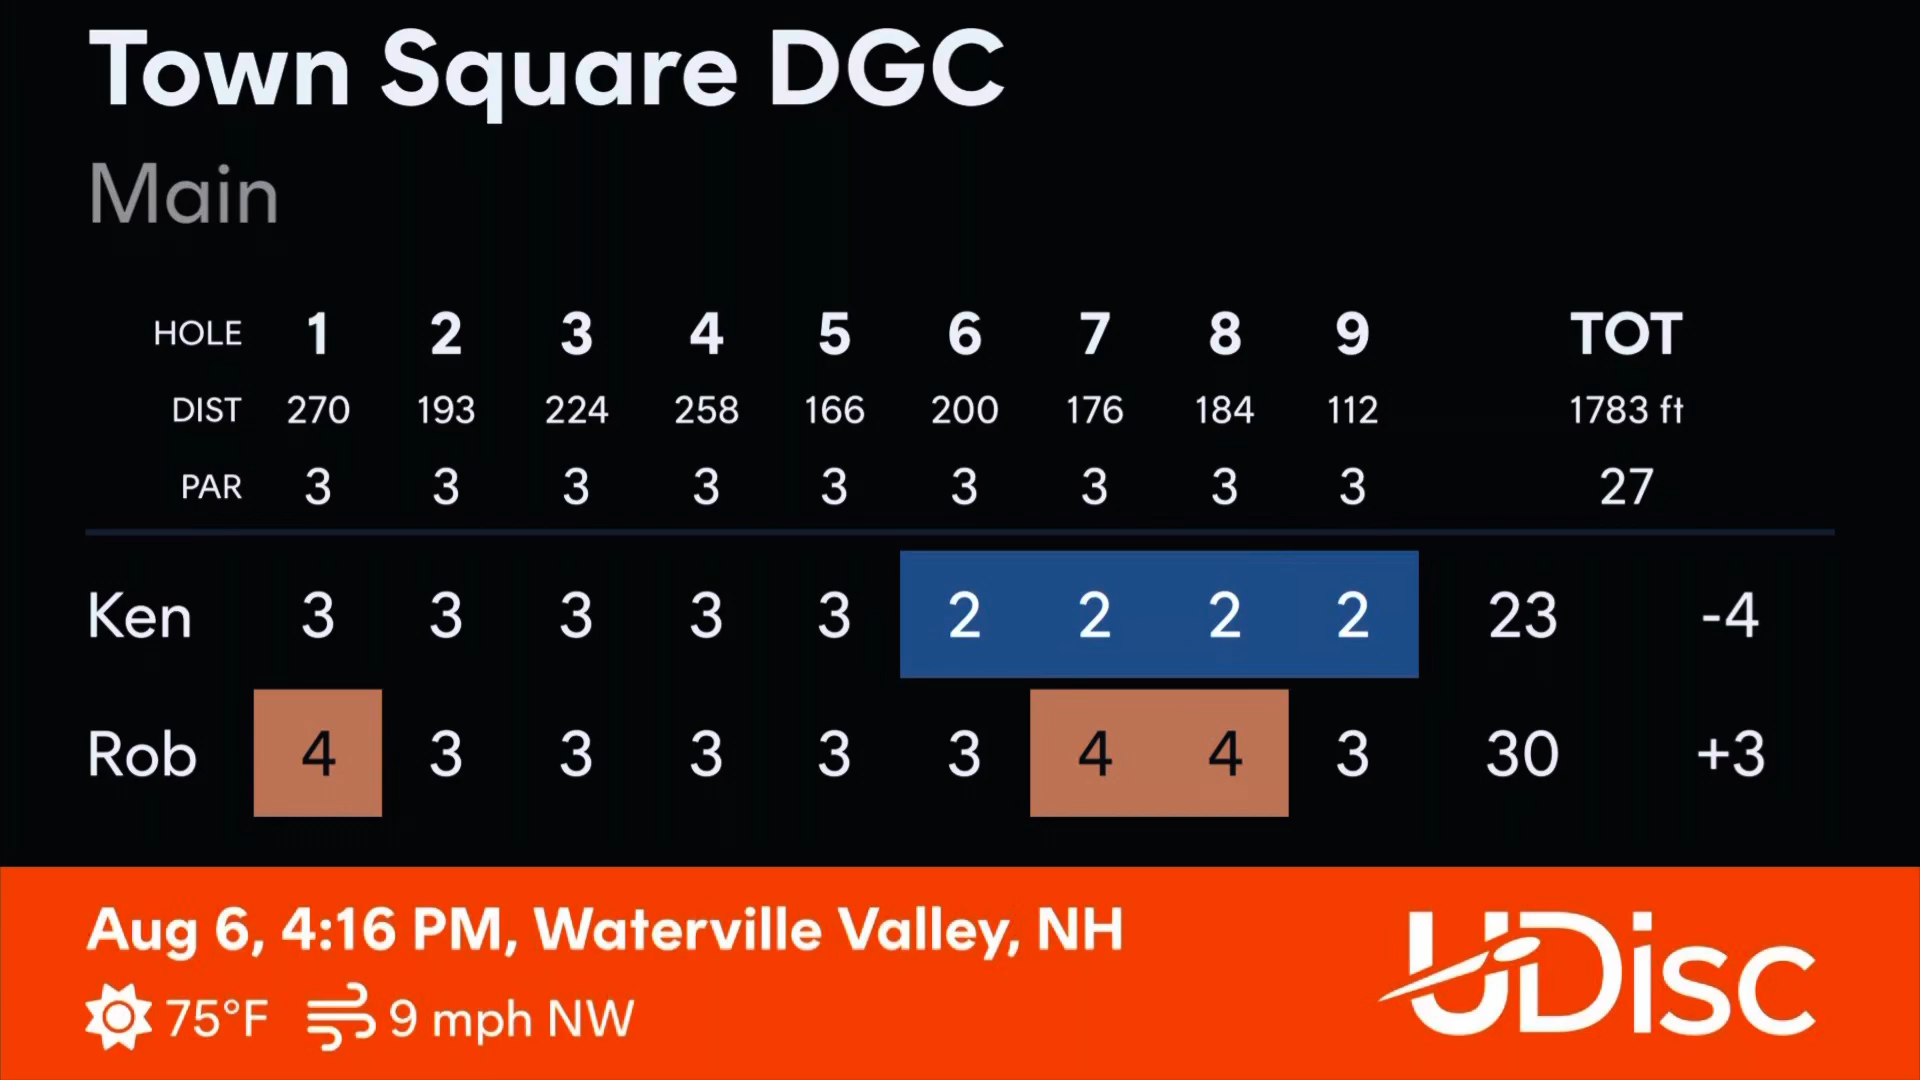 Town Square DGC
Main
HOLE 1 2 3 4 5 6 7 8 9 TOT
DIST 270 193 224 258 166 200 176 184 112 1783 ft
PAR 3 3 3 3 3 3 3 3 3 27
Ken 3 3 3 3 3 2 2 2 2 23 -4
Rob 4 3 3 3 3 3 4 4 3 30 +3
Aug 6, 4:16 PM, Waterville Valley, NH
75°F 9 mph NW
UDisc